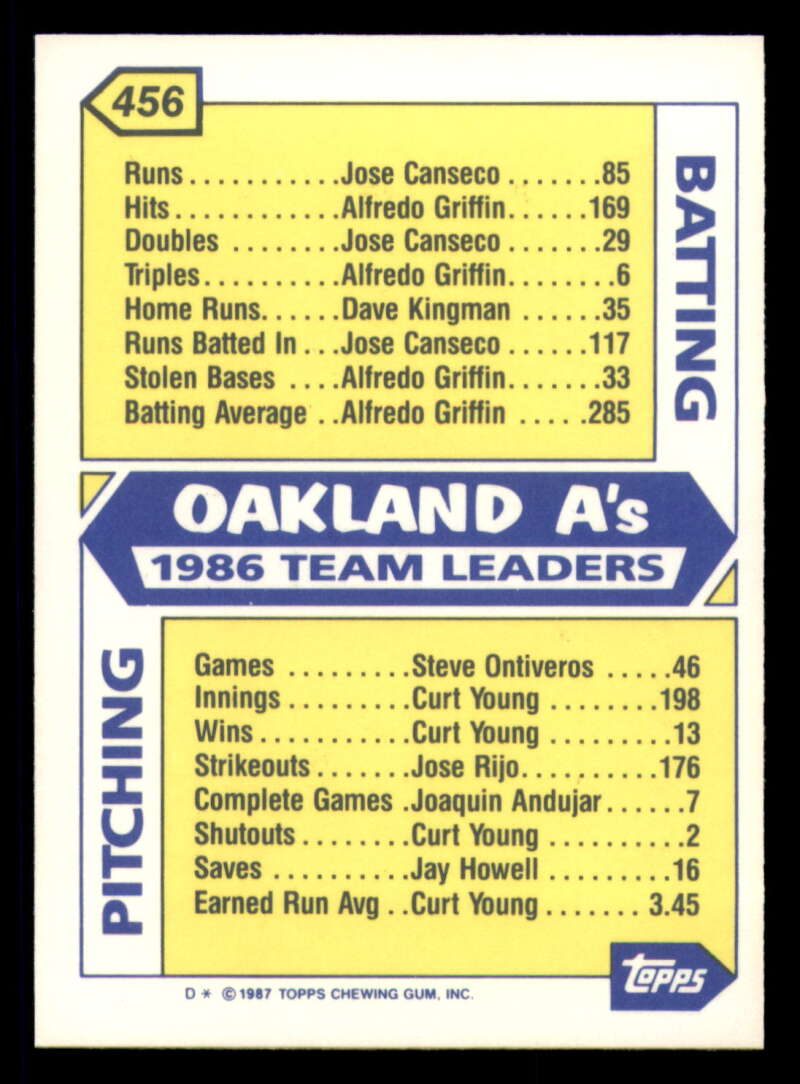 456
Runs...........Jose Canseco.......85
Hits............Alfredo Griffin......169
Doubles ........Jose Canseco.......29
Triples..........Alfredo Griffin........6
Home Runs......Dave Kingman ......35
Runs Batted In ...Jose Canseco......117
Stolen Bases ....Alfredo Griffin.......33
Batting Average ..Alfredo Griffin .....285
BATTING
OAKLAND A's
1986 TEAM LEADERS
PITCHING
Games .........Steve Ontiveros .....46
Innings.........Curt Young ........198
Wins...........Curt Young .........13
Strikeouts.......Jose Rijo..........176
Complete Games .Joaquin Andujar......7
Shutouts........Curt Young ..........2
Saves ..........Jay Howell .........16
Earned Run Avg ..Curt Young ....... 3.45
TOPPS
D * © 1987 TOPPS CHEWING GUM, INC.